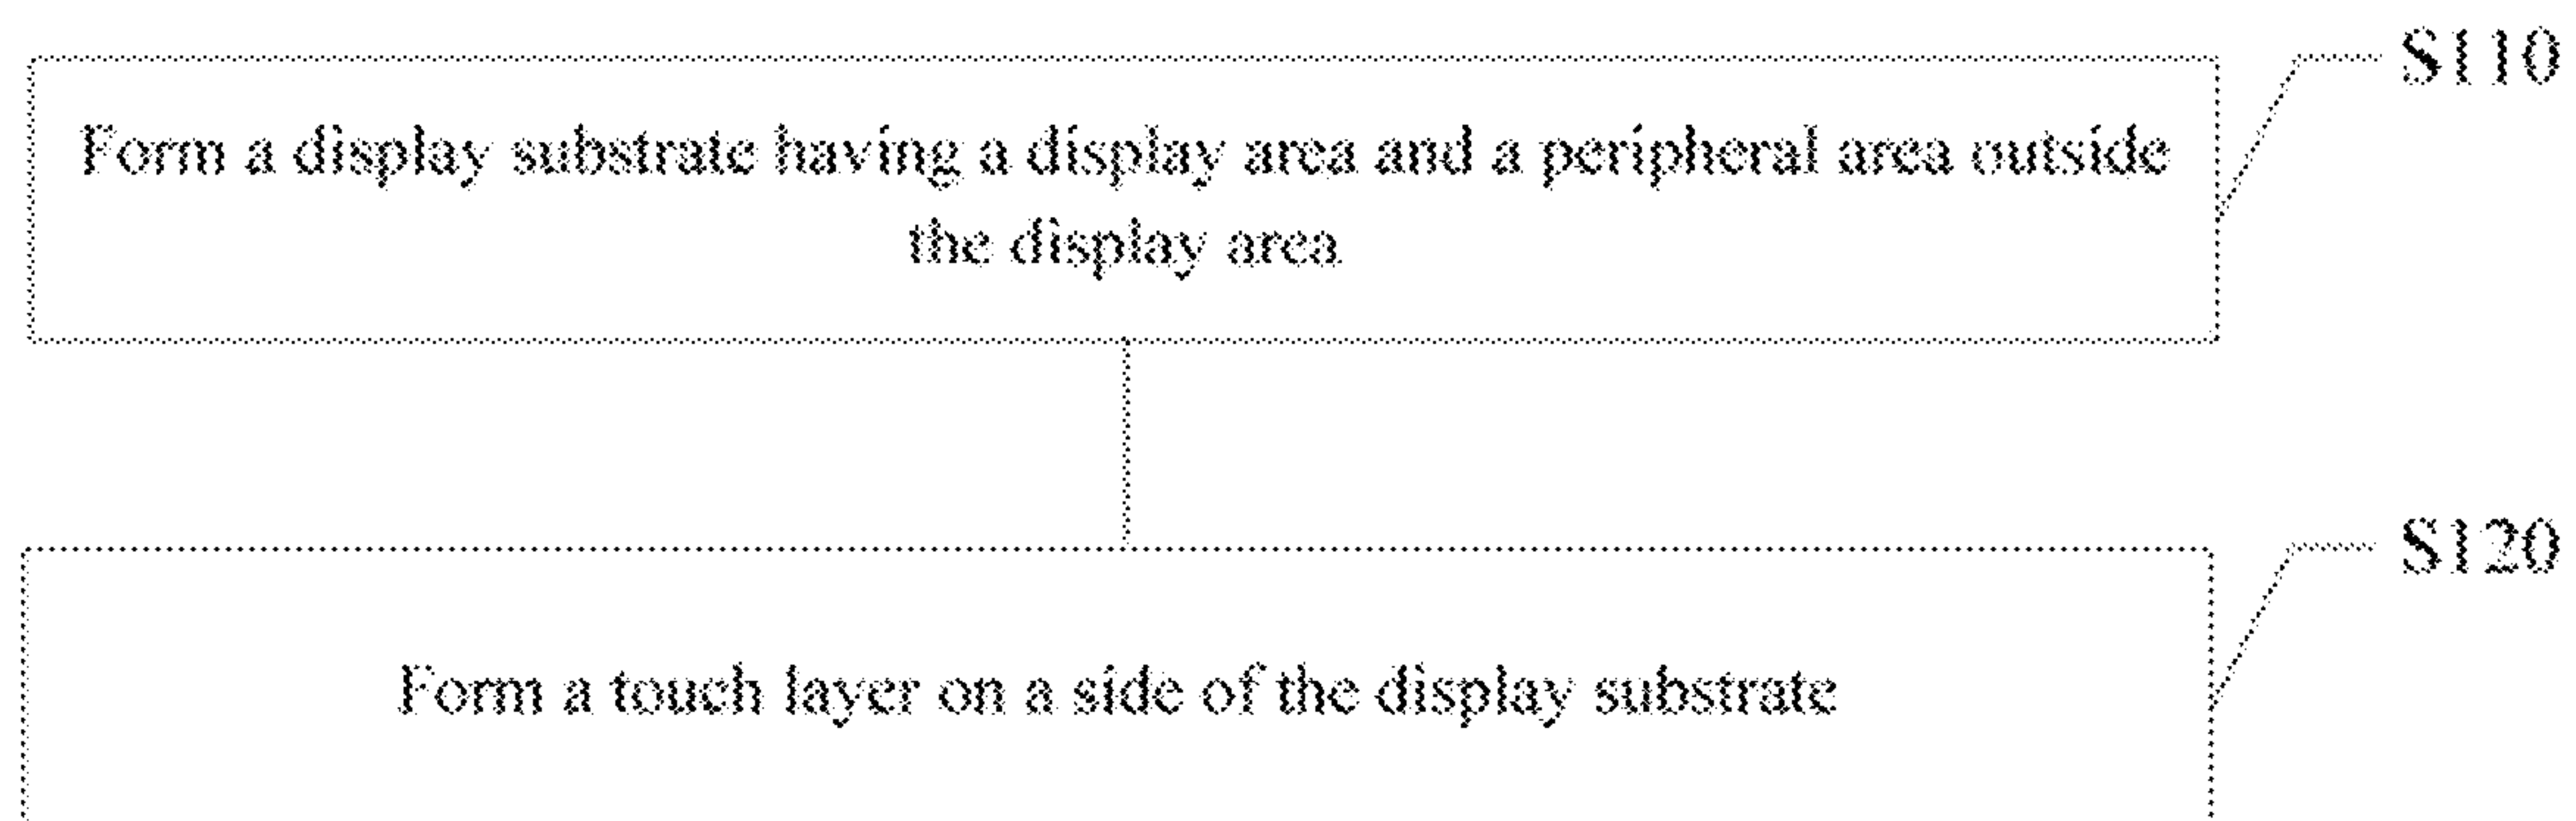 S110
Form a display substrate having a display area and a peripheral area outside
the display area
S120
Form a touch layer on a side of the display substrate